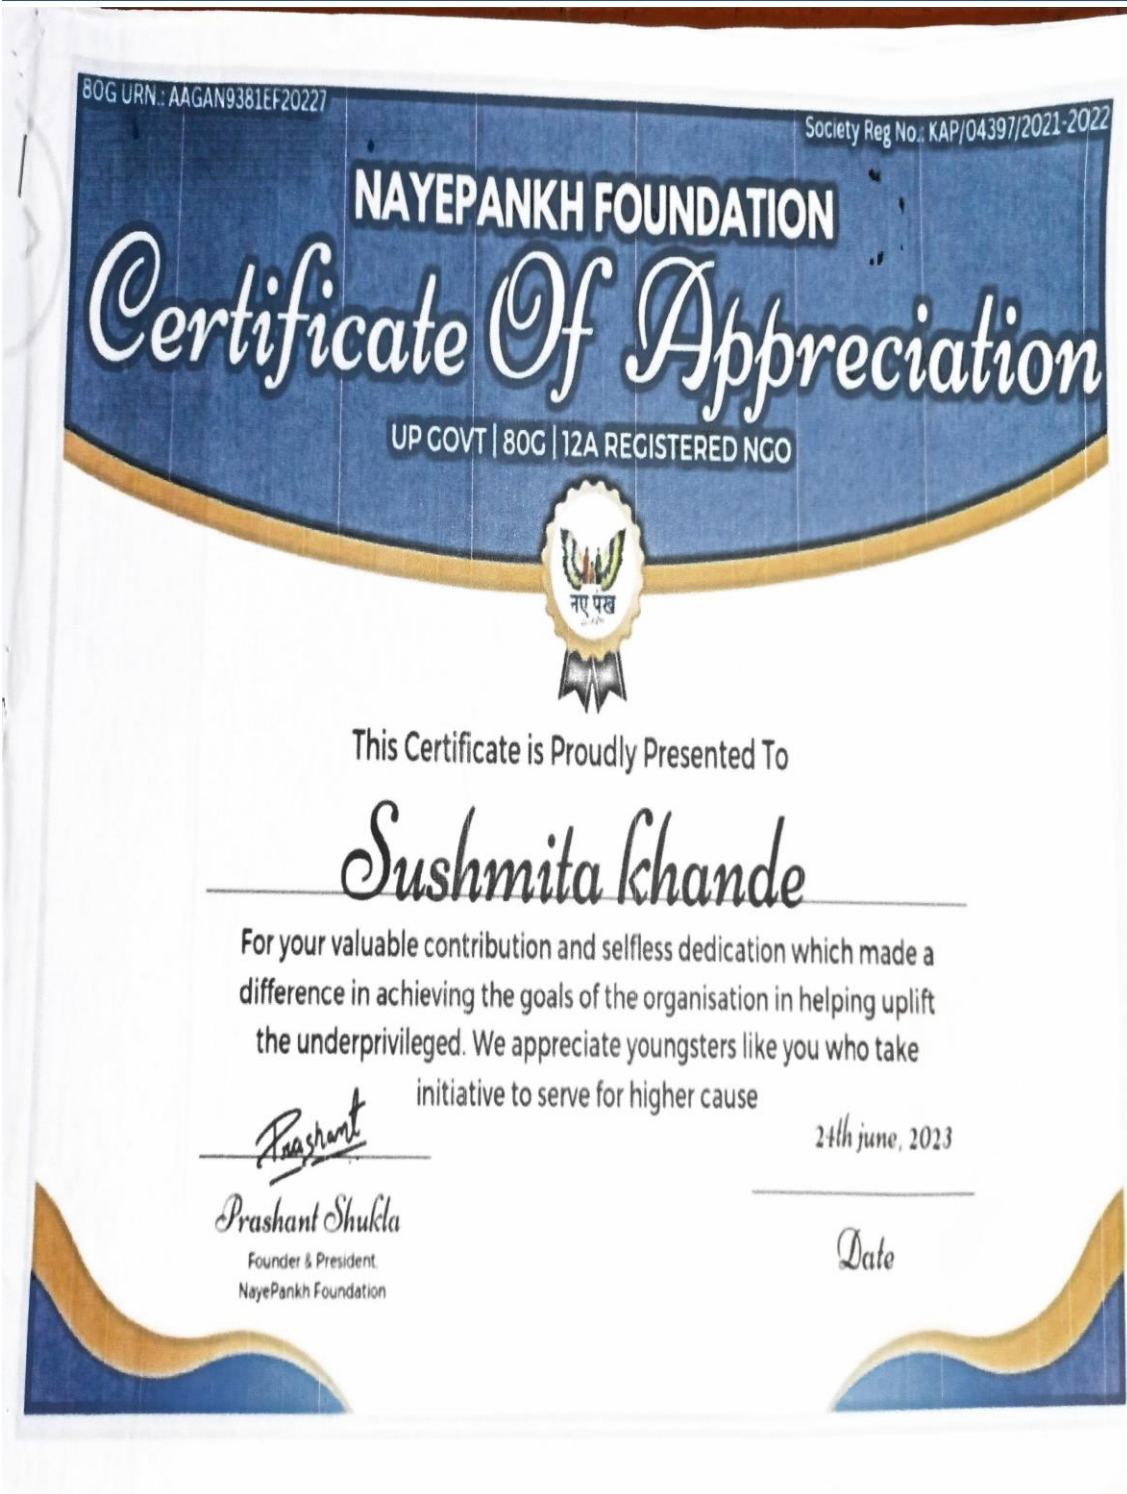 80G URN.: AAGAN9381EF20227
Society Reg No.: KAP/04397/2021-2022
NAYEPANKH FOUNDATION
Certificate Of Appreciation
UP GOVT | 80G | 12A REGISTERED NGO
नए पंख
This Certificate is Proudly Presented To
Sushmita khande
For your valuable contribution and selfless dedication which made a
difference in achieving the goals of the organisation in helping uplift
the underprivileged. We appreciate youngsters like you who take
initiative to serve for higher cause
24th june, 2023
Prashant
Prashant Shukla
Date
Founder & President
NayePankh Foundation